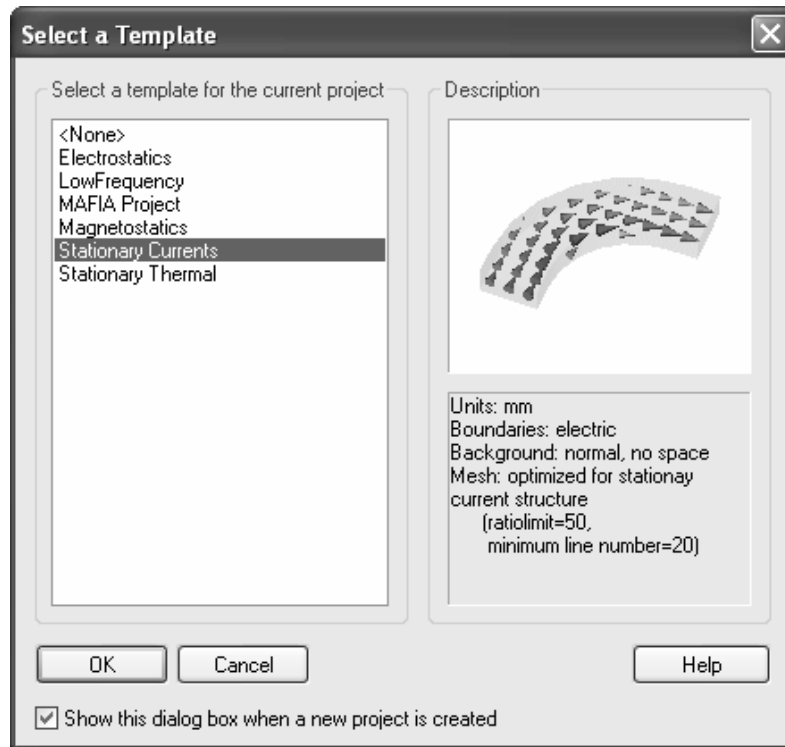 Select a Template
Select a template for the current project
<None>
Electrostatics
LowFrequency
MAFIA Project
Magnetostatics
Stationary Currents
Stationary Thermal
Description
Units: mm
Boundaries: electric
Background: normal, no space
Mesh: optimized for stationay
current structure
(ratiolimit=50,
minimum line number=20)
OK
Cancel
Help
Show this dialog box when a new project is created